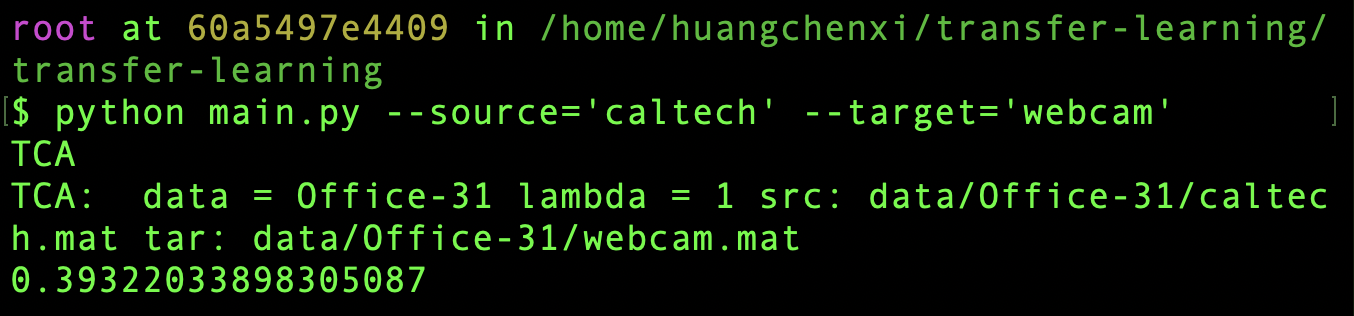 root at 60a5497e4409 in /home/huangchenxi/transfer-learning/
transfer-learning
[$ python main.py --source='caltech' --target='webcam' ]
TCA
TCA:  data = Office-31 lambda = 1 src: data/Office-31/caltec
h.mat tar: data/Office-31/webcam.mat
0.39322033898305087